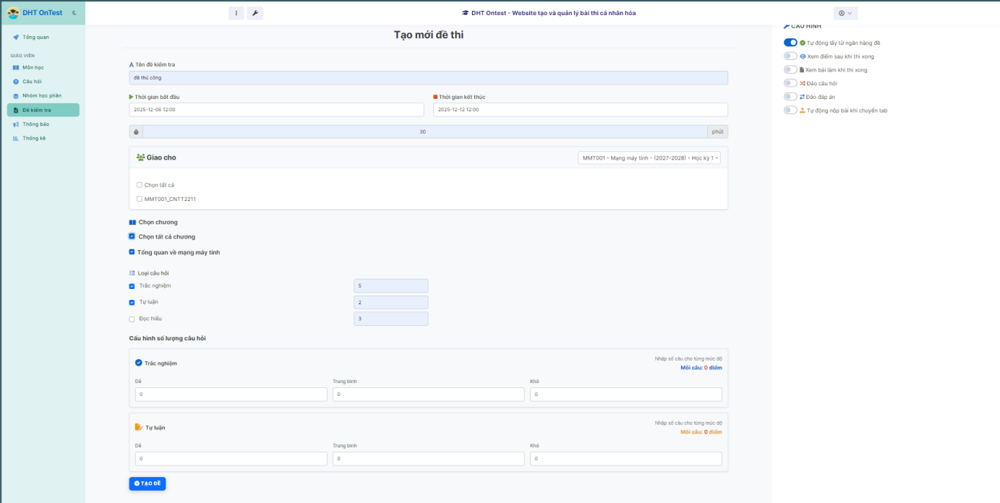 DHT OnTest
DHT Ontest - Website tạo và quản lý bài thi cá nhân hóa
Tổng quan
GIÁO VIÊN
Môn học
Câu hỏi
Nhóm học phần
Đề kiểm tra
Thông báo
Thống kê
Tạo mới đề thi
Tên đề kiểm tra
đề thủ công
Thời gian bắt đầu
Thời gian kết thúc
2025-12-06 12:00
2025-12-12 12:00
30
phút
Giao cho
MMT001 - Mạng máy tính - (2027-2028) - Học kỳ 1
Chọn tất cả
MMT001_CNTT2211
Chọn chương
Chọn tất cả chương
Tổng quan về mạng máy tính
Loại câu hỏi
Trắc nghiệm
5
Tự luận
2
Đọc hiểu
3
Cấu hình số lượng câu hỏi
Trắc nghiệm
Nhập số câu cho từng mức độ
Mỗi câu: 0 điểm
Dễ
Trung bình
Khó
0
0
0
Tự luận
Nhập số câu cho từng mức độ
Mỗi câu: 0 điểm
Dễ
Trung bình
Khó
0
0
0
TẠO ĐỀ
CẤU HÌNH
Tự động lấy từ ngân hàng đề
Xem điểm sau khi thi xong
Xem bài làm khi thi xong
Đảo câu hỏi
Đảo đáp án
Tự động nộp bài khi chuyển tab